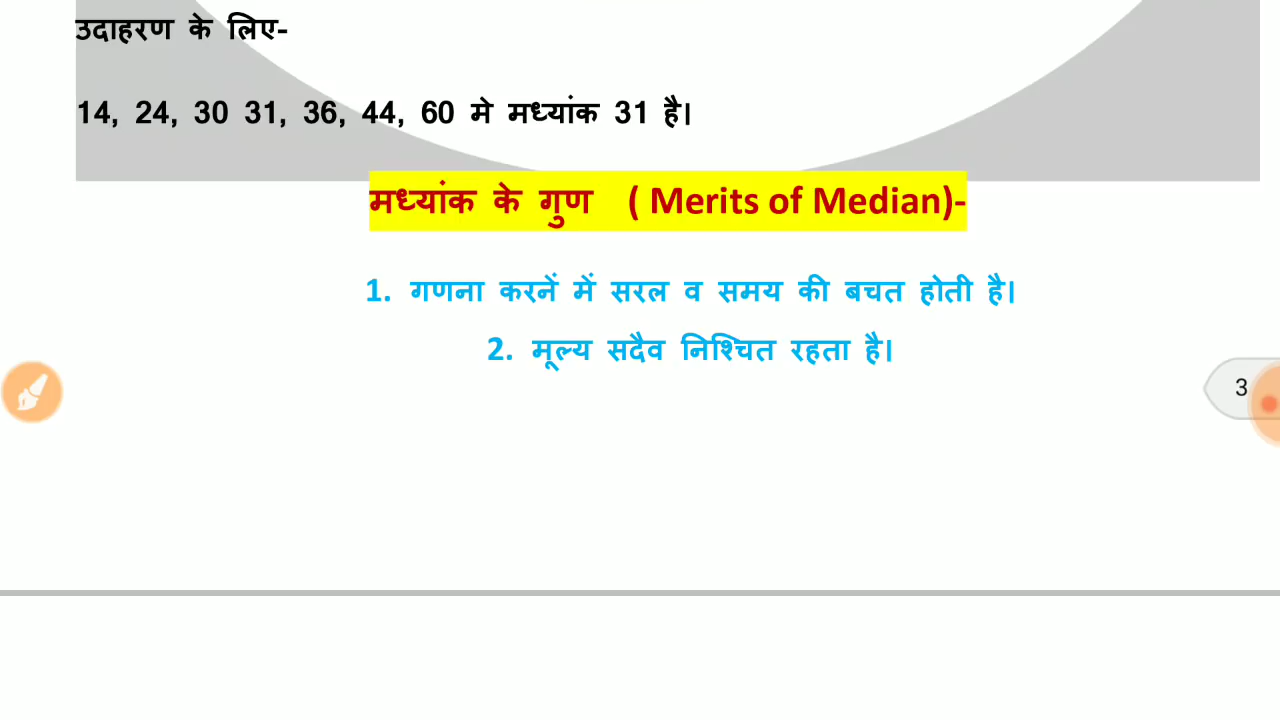 उदाहरण के लिए-
14, 24, 30 31, 36, 44, 60 मे मध्यांक 31 है।
मध्यांक के गुण ( Merits of Median)-
1. गणना करनें में सरल व समय की बचत होती है।
2. मूल्य सदैव निश्चित रहता है।
3